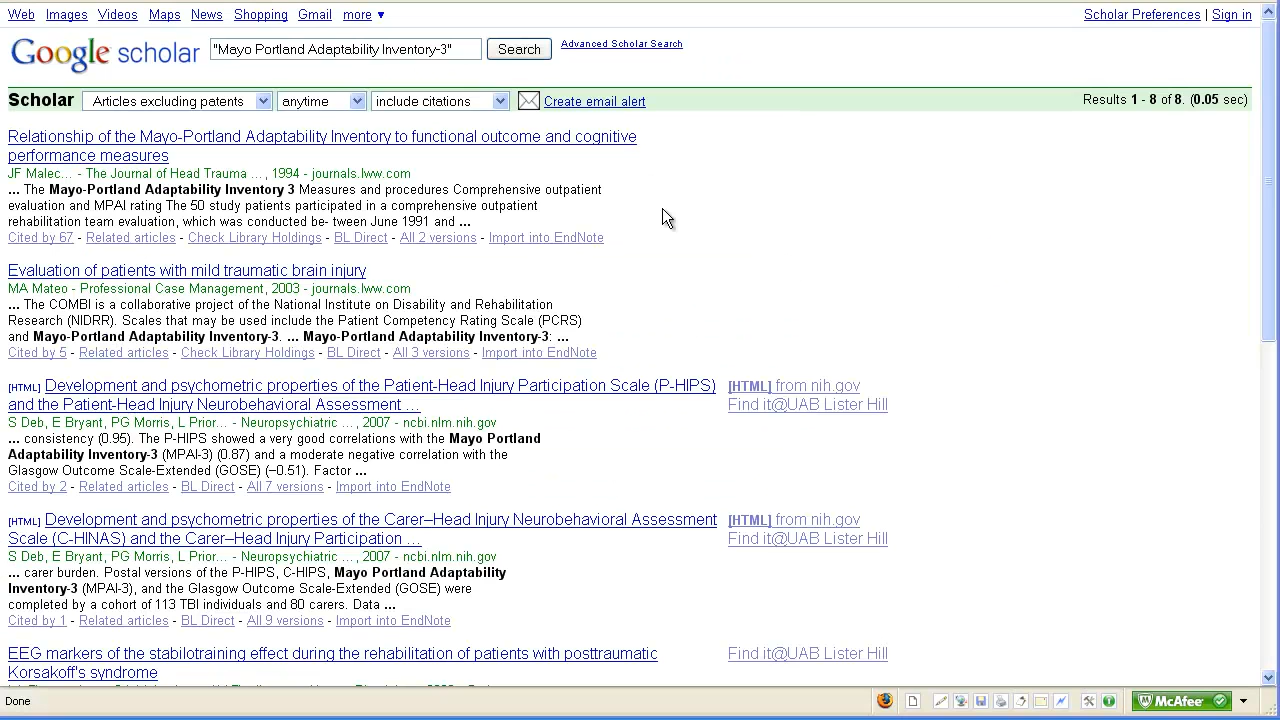 Web Images Videos Maps News Shopping Gmail more ▼ Scholar Preferences | Sign in
Google scholar "Mayo Portland Adaptability Inventory-3" Search Advanced Scholar Search
Scholar Articles excluding patents anytime include citations Create email alert Results 1 - 8 of 8. (0.05 sec)
Relationship of the Mayo-Portland Adaptability Inventory to functional outcome and cognitive
performance measures
JF Malec... - The Journal of Head Trauma ..., 1994 - journals.lww.com
... The Mayo-Portland Adaptability Inventory 3 Measures and procedures Comprehensive outpatient
evaluation and MPAI rating The 50 study patients participated in a comprehensive outpatient
rehabilitation team evaluation, which was conducted be- tween June 1991 and ...
Cited by 67 - Related articles - Check Library Holdings - BL Direct - All 2 versions - Import into EndNote
Evaluation of patients with mild traumatic brain injury
MA Mateo - Professional Case Management, 2003 - journals.lww.com
... The COMBI is a collaborative project of the National Institute on Disability and Rehabilitation
Research (NIDRR). Scales that may be used include the Patient Competency Rating Scale (PCRS)
and Mayo-Portland Adaptability Inventory-3. ... Mayo-Portland Adaptability Inventory-3: ...
Cited by 5 - Related articles - Check Library Holdings - BL Direct - All 3 versions - Import into EndNote
[HTML] Development and psychometric properties of the Patient-Head Injury Participation Scale (P-HIPS) [HTML] from nih.gov
and the Patient-Head Injury Neurobehavioral Assessment ... Find it@UAB Lister Hill
S Deb, E Bryant, PG Morris, L Prior... - Neuropsychiatric ..., 2007 - ncbi.nlm.nih.gov
... consistency (0.95). The P-HIPS showed a very good correlations with the Mayo Portland
Adaptability Inventory-3 (MPAI-3) (0.87) and a moderate negative correlation with the
Glasgow Outcome Scale-Extended (GOSE) (–0.51). Factor ...
Cited by 2 - Related articles - BL Direct - All 7 versions - Import into EndNote
[HTML] Development and psychometric properties of the Carer–Head Injury Neurobehavioral Assessment [HTML] from nih.gov
Scale (C-HINAS) and the Carer–Head Injury Participation ... Find it@UAB Lister Hill
S Deb, E Bryant, PG Morris, L Prior... - Neuropsychiatric ..., 2007 - ncbi.nlm.nih.gov
... carer burden. Postal versions of the P-HIPS, C-HIPS, Mayo Portland Adaptability
Inventory-3 (MPAI-3), and the Glasgow Outcome Scale-Extended (GOSE) were
completed by a cohort of 113 TBI individuals and 80 carers. Data ...
Cited by 1 - Related articles - BL Direct - All 9 versions - Import into EndNote
EEG markers of the stabilotraining effect during the rehabilitation of patients with posttraumatic Find it@UAB Lister Hill
Korsakoff's syndrome
Done McAfee